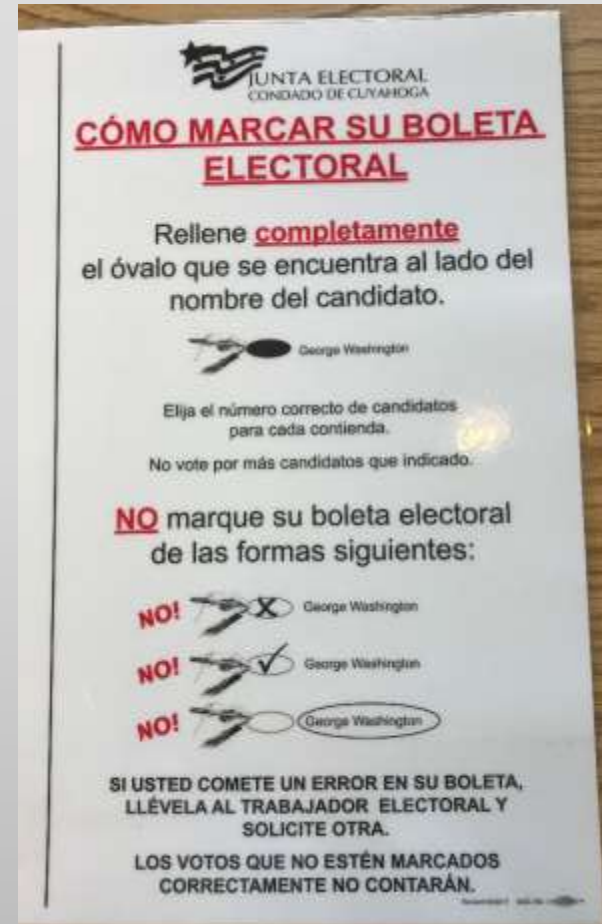 JUNTA ELECTORAL
CONDADO DE CUYAHOGA
CÓMO MARCAR SU BOLETA
ELECTORAL
Rellene completamente
el óvalo que se encuentra al lado del
nombre del candidato.
George Washington
Elija el número correcto de candidatos
para cada contienda.
No vote por más candidatos que indicado.
NO marque su boleta electoral
de las formas siguientes:
NO! X George Washington
NO! ✓ George Washington
NO! George Washington
SI USTED COMETE UN ERROR EN SU BOLETA,
LLÉVELA AL TRABAJADOR ELECTORAL Y
SOLICITE OTRA.
LOS VOTOS QUE NO ESTÉN MARCADOS
CORRECTAMENTE NO CONTARÁN.